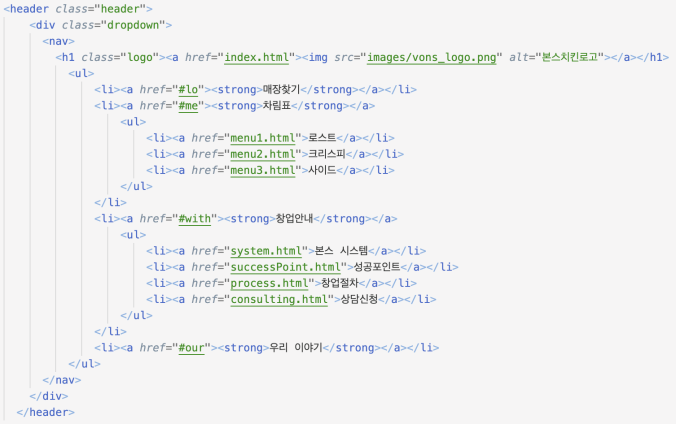 <header class="header">
<div class="dropdown">
<nav>
<h1 class="logo"><a href="index.html"><img src="images/vons_logo.png" alt="본스치킨로고"></a></h1>
<ul>
<li><a href="#lo"><strong>매장찾기</strong></a></li>
<li><a href="#me"><strong>차림표</strong></a>
<ul>
<li><a href="menu1.html">로스트</a></li>
<li><a href="menu2.html">크리스피</a></li>
<li><a href="menu3.html">사이드</a></li>
</ul>
</li>
<li><a href="#with"><strong>창업안내</strong></a>
<ul>
<li><a href="system.html">본스 시스템</a></li>
<li><a href="successPoint.html">성공포인트</a></li>
<li><a href="process.html">창업절차</a></li>
<li><a href="consulting.html">상담신청</a></li>
</ul>
</li>
<li><a href="#our"><strong>우리 이야기</strong></a></li>
</ul>
</nav>
</div>
</header>